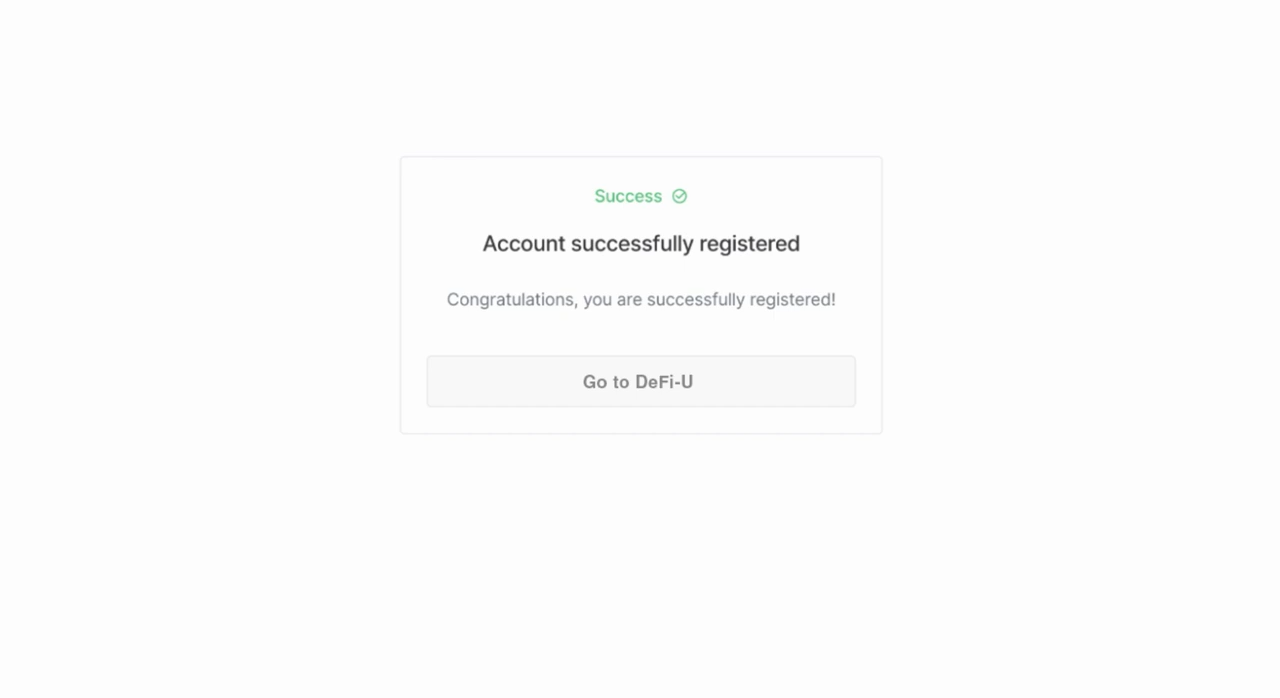 Success
Account successfully registered
Congratulations, you are successfully registered!
Go to DeFi-U